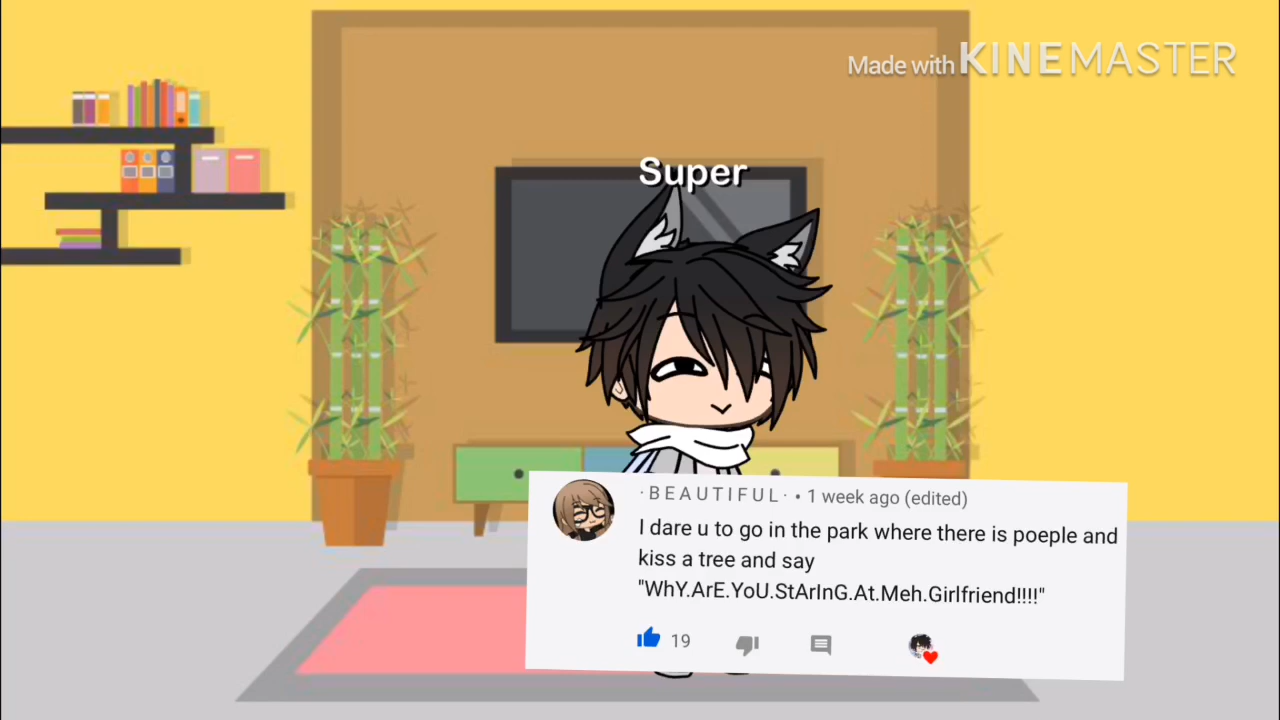 Made with KINEMASTER
Super
·BEAUTIFUL· • 1 week ago (edited)
I dare u to go in the park where there is poeple and
kiss a tree and say
"WhY.ArE.YoU.StArInG.At.Meh.Girlfriend!!!!"
19